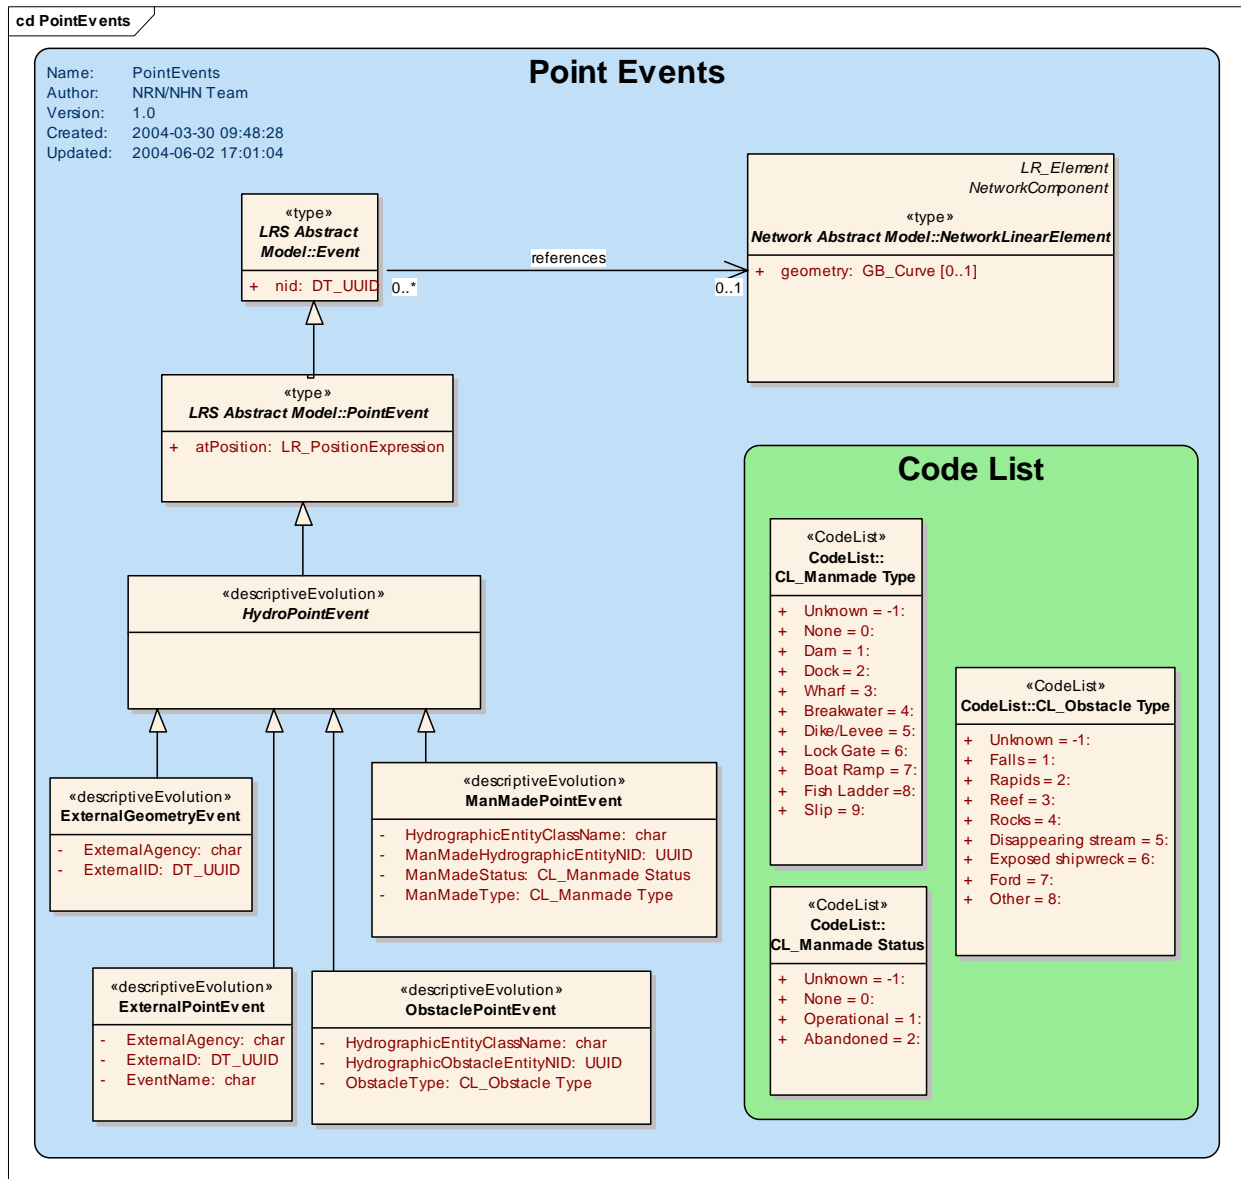 cd PointEvents
Point Events
Name: PointEvents
Author: NRN/NHN Team
Version: 1.0
Created: 2004-03-30 09:48:28
Updated: 2004-06-02 17:01:04
«type»
LRS Abstract
Model::Event
+ nid: DT_UUID
references
0..*
0..1
LR_Element
NetworkComponent
«type»
Network Abstract Model::NetworkLinearElement
+ geometry: GB_Curve [0..1]
«type»
LRS Abstract Model::PointEvent
+ atPosition: LR_PositionExpression
«descriptiveEvolution»
HydroPointEvent
«descriptiveEvolution»
ExternalGeometryEvent
- ExternalAgency: char
- ExternalID: DT_UUID
«descriptiveEvolution»
ManMadePointEvent
- HydrographicEntityClassName: char
- ManMadeHydrographicEntityNID: UUID
- ManMadeStatus: CL_Manmade Status
- ManMadeType: CL_Manmade Type
«descriptiveEvolution»
ExternalPointEvent
- ExternalAgency: char
- ExternaID: DT_UUID
- EventName: char
«descriptiveEvolution»
ObstaclePointEvent
- HydrographicEntityClassName: char
- HydrographicObstacleEntityNID: UUID
- ObstacleType: CL_Obstacle Type
Code List
«CodeList»
CodeList::
CL_Manmade Type
+ Unknown = -1:
+ None = 0:
+ Dam = 1:
+ Dock = 2:
+ Wharf = 3:
+ Breakwater = 4:
+ Dike/Levee = 5:
+ Lock Gate = 6:
+ Boat Ramp = 7:
+ Fish Ladder =8:
+ Slip = 9:
«CodeList»
CodeList::CL_Obstacle Type
+ Unknown = -1:
+ Falls = 1:
+ Rapids = 2:
+ Reef = 3:
+ Rocks = 4:
+ Disappearing stream = 5:
+ Exposed shipwreck = 6:
+ Ford = 7:
+ Other = 8:
«CodeList»
CodeList::
CL_Manmade Status
+ Unknown = -1:
+ None = 0:
+ Operational = 1:
+ Abandoned = 2: